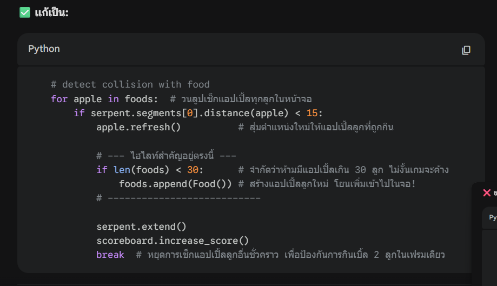 ✅ แก้เป็น:
Python
# detect collision with food
for apple in foods:  # วนลูปเช็กแอปเปิ้ลทุกลูกในหน้าจอ
    if serpent.segments[0].distance(apple) < 15:
        apple.refresh()          # สุ่มตำแหน่งใหม่ให้แอปเปิ้ลลูกที่ถูกกิน
        # --- ไฮไลท์สำคัญอยู่ตรงนี้ ---
        if len(foods) < 30:      # จำกัดว่าห้ามมีแอปเปิ้ลเกิน 30 ลูก ไม่งั้นเกมจะค้าง
            foods.append(Food()) # สร้างแอปเปิ้ลลูกใหม่ โยนเพิ่มเข้าไปในจอ!
        # --------------------------
        serpent.extend()
        scoreboard.increase_score()
        break  # หยุดการเช็กแอปเปิ้ลลูกอื่นชั่วคราว เพื่อป้องกันการกินเบิ้ล 2 ลูกในเฟรมเดียว
❌
Py